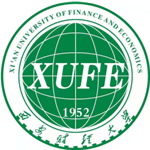 XI'AN UNIVERSITY OF FINANCE AND ECONOMICS
XUFE
1952
西安财经大学